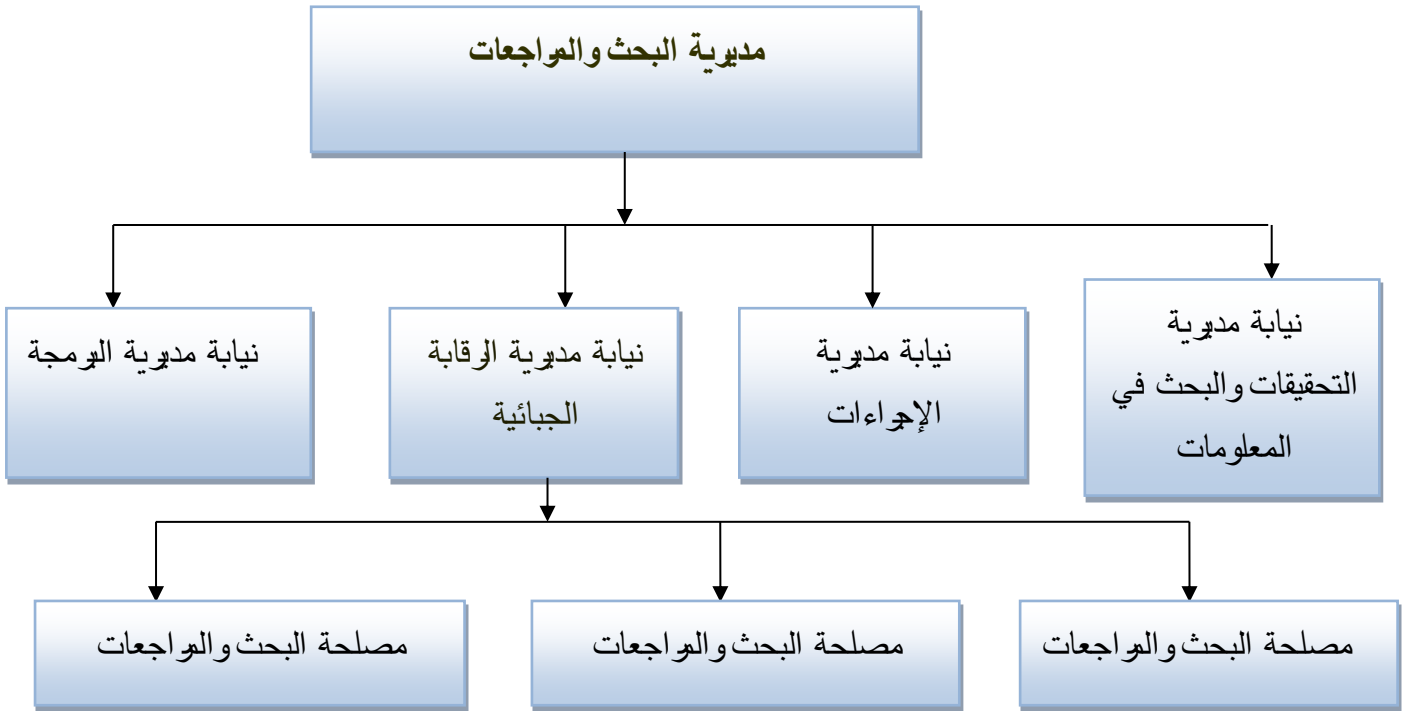 مديرية البحث والمراجعات
نيابة مديرية
التحقيقات والبحث في
المعلومات
نيابة مديرية
الإجراءات
نيابة مديرية الرقابة
الجبائية
نيابة مديرية البرمجة
مصلحة البحث والمراجعات
مصلحة البحث والمراجعات
مصلحة البحث والمراجعات